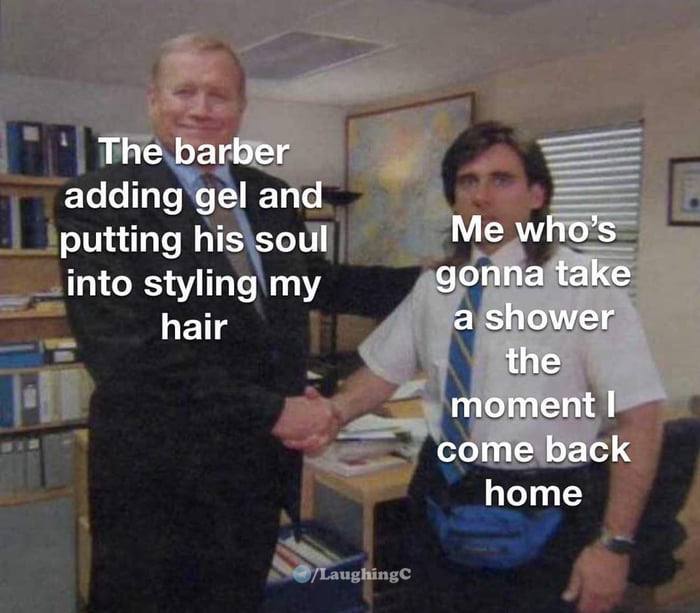 The barber
adding gel and
putting his soul
into styling my
hair
Me who's
gonna take
a shower
the
moment I
come back
home
/LaughingC